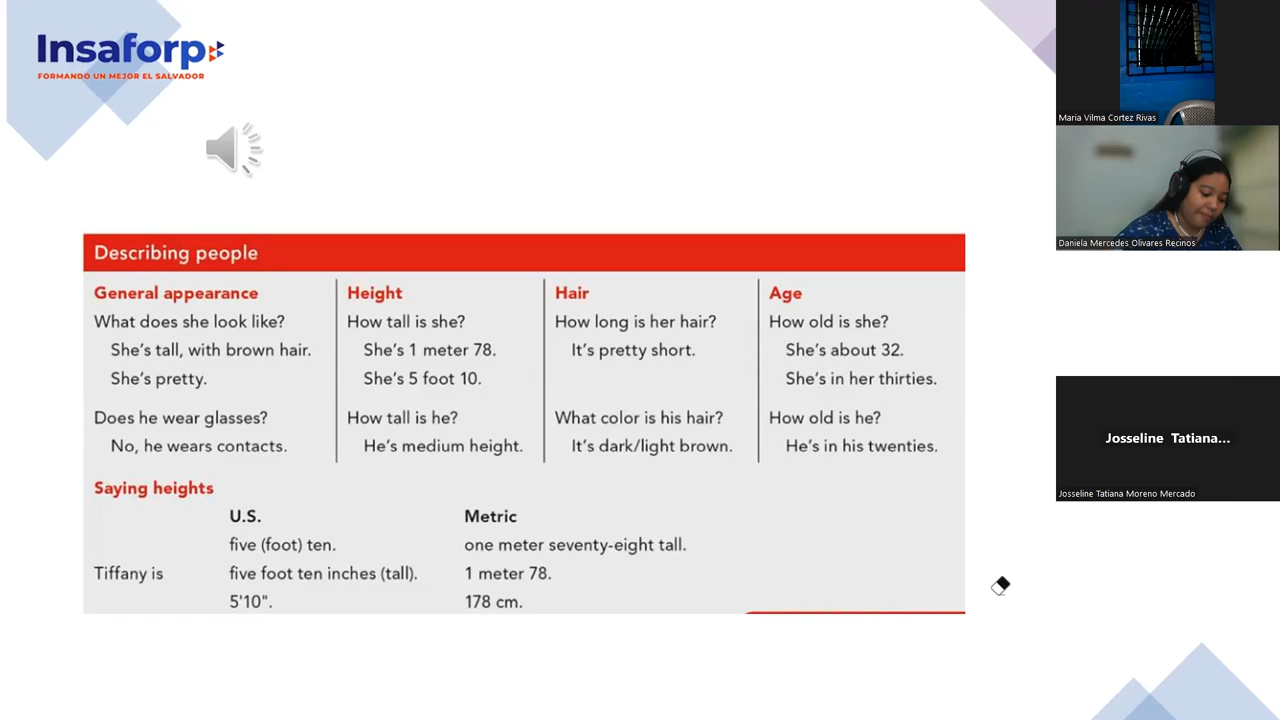 Insaforp
FORMANDO UN MEJOR EL SALVADOR
Describing people
General appearance
What does she look like?
She's tall, with brown hair.
She's pretty.
Does he wear glasses?
No, he wears contacts.
Height
How tall is she?
She's 1 meter 78.
She's 5 foot 10.
How tall is he?
He's medium height.
Hair
How long is her hair?
It's pretty short.
What color is his hair?
It's dark/light brown.
Age
How old is she?
She's about 32.
She's in her thirties.
How old is he?
He's in his twenties.
Saying heights
U.S. Metric
five (foot) ten. one meter seventy-eight tall.
Tiffany is five foot ten inches (tall). 1 meter 78.
5'10". 178 cm.
Maria Vilma Cortez Rivas
Daniela Mercedes Olivares Recinos
Josseline Tatiana...
Josseline Tatiana Moreno Mercado